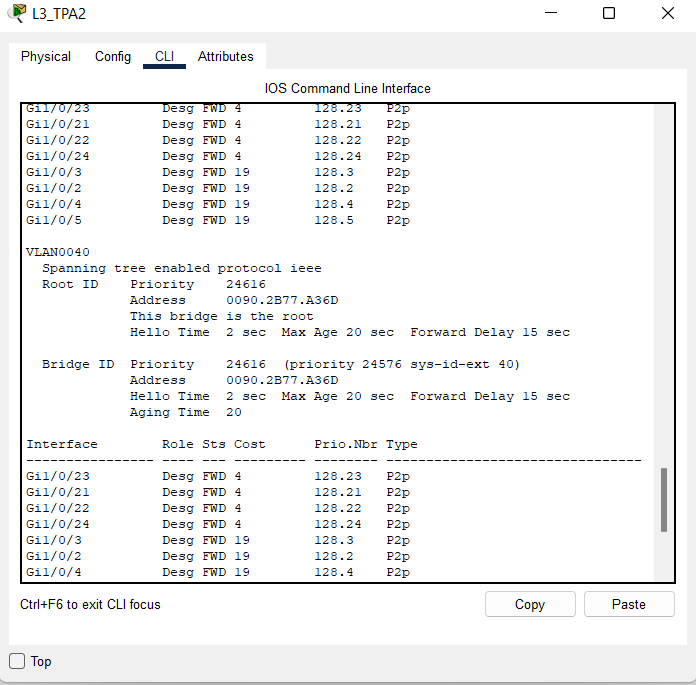 L3_TPA2
Physical Config CLI Attributes
IOS Command Line Interface
Gi1/0/23 Desg FWD 4 128.23 P2p
Gi1/0/21 Desg FWD 4 128.21 P2p
Gi1/0/22 Desg FWD 4 128.22 P2p
Gi1/0/24 Desg FWD 4 128.24 P2p
Gi1/0/3 Desg FWD 19 128.3 P2p
Gi1/0/2 Desg FWD 19 128.2 P2p
Gi1/0/4 Desg FWD 19 128.4 P2p
Gi1/0/5 Desg FWD 19 128.5 P2p
VLAN0040
Spanning tree enabled protocol ieee
Root ID Priority 24616
Address 0090.2B77.A36D
This bridge is the root
Hello Time 2 sec Max Age 20 sec Forward Delay 15 sec
Bridge ID Priority 24616 (priority 24576 sys-id-ext 40)
Address 0090.2B77.A36D
Hello Time 2 sec Max Age 20 sec Forward Delay 15 sec
Aging Time 20
Interface Role Sts Cost Prio.Nbr Type
---------------- ---- --- --------- -------- --------------------------------
Gi1/0/23 Desg FWD 4 128.23 P2p
Gi1/0/21 Desg FWD 4 128.21 P2p
Gi1/0/22 Desg FWD 4 128.22 P2p
Gi1/0/24 Desg FWD 4 128.24 P2p
Gi1/0/3 Desg FWD 19 128.3 P2p
Gi1/0/2 Desg FWD 19 128.2 P2p
Gi1/0/4 Desg FWD 19 128.4 P2p
Ctrl+F6 to exit CLI focus
Copy Paste
Top